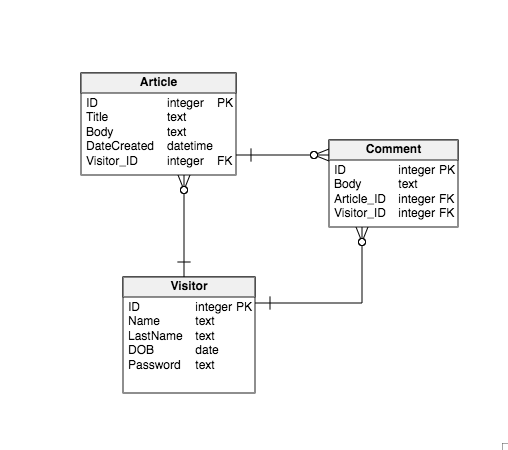 Article
ID integer PK
Title text
Body text
DateCreated datetime
Visitor_ID integer FK
Comment
ID integer PK
Body text
Article_ID integer FK
Visitor_ID integer FK
Visitor
ID integer PK
Name text
LastName text
DOB date
Password text